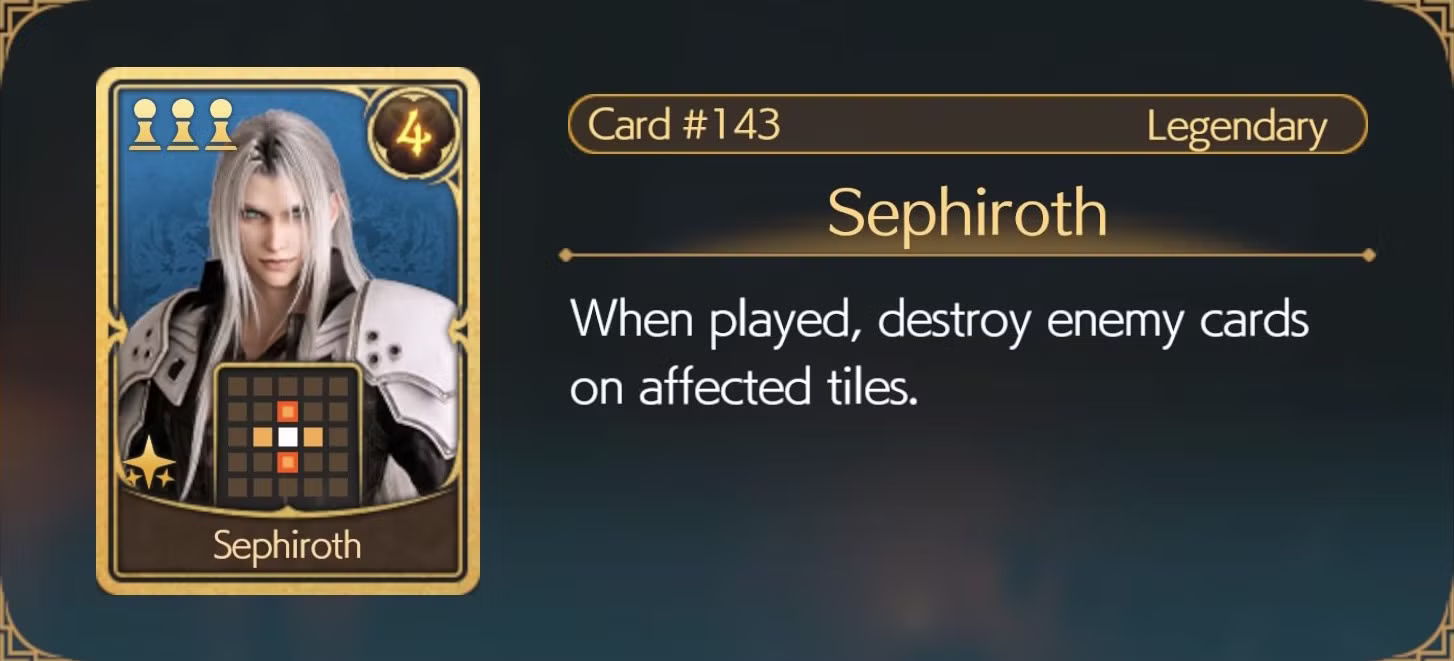 4
Sephiroth
Card #143 Legendary
Sephiroth
When played, destroy enemy cards
on affected tiles.